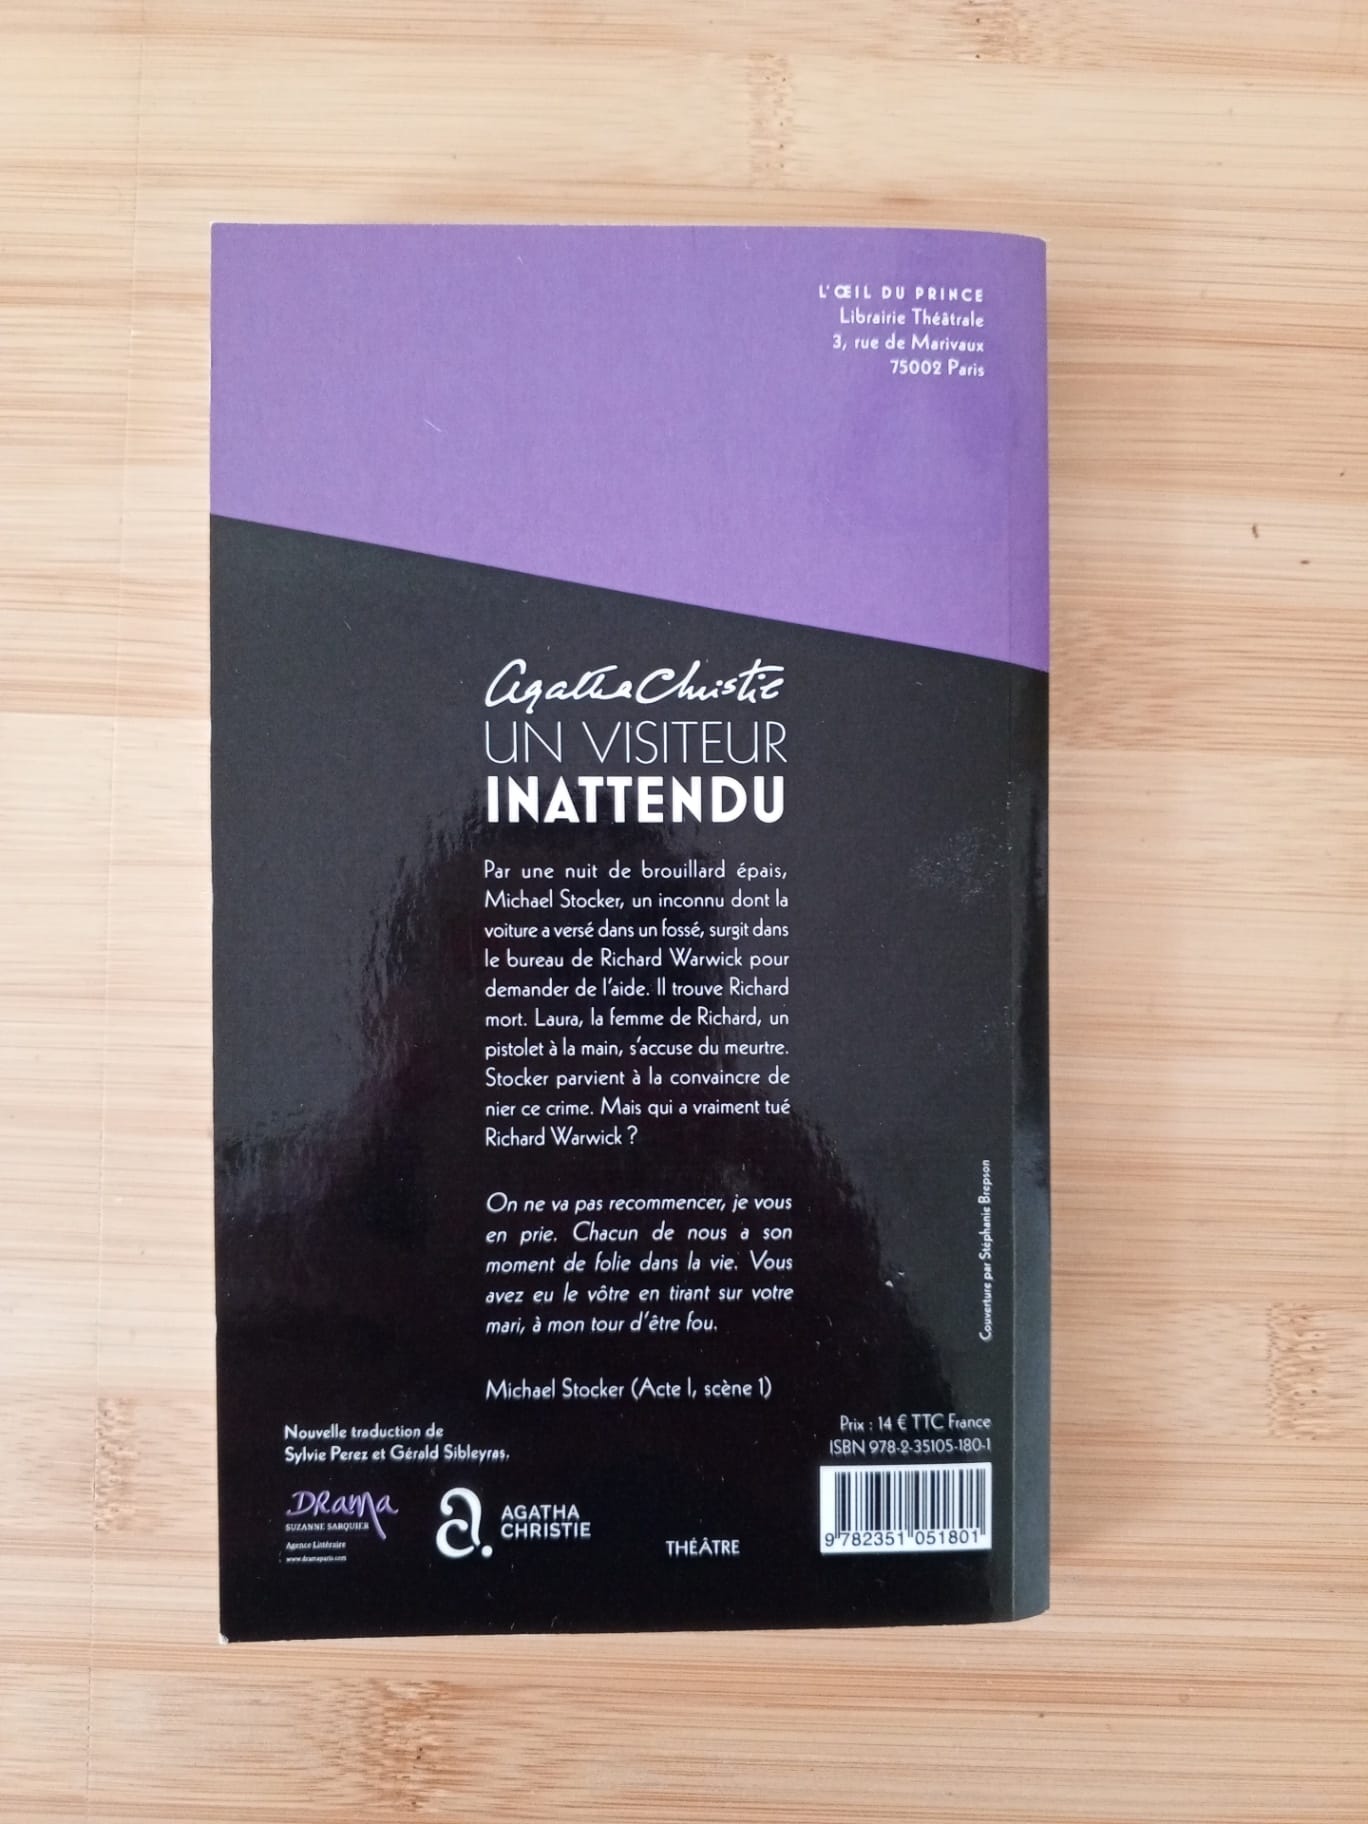 L'ŒIL DU PRINCE
Librairie Théâtrale
3, rue de Marivaux
75002 Paris
Agatha Christie
UN VISITEUR
INATTENDU
Par une nuit de brouillard épais,
Michael Stocker, un inconnu dont la
voiture a versé dans un fossé, surgit dans
le bureau de Richard Warwick pour
demander de l'aide. Il trouve Richard
mort. Laura, la femme de Richard, un
pistolet à la main, s'accuse du meurtre.
Stocker parvient à la convaincre de
nier ce crime. Mais qui a vraiment tué
Richard Warwick ?
On ne va pas recommencer, je vous
en prie. Chacun de nous a son
moment de folie dans la vie. Vous
avez eu le vôtre en tirant sur votre
mari, à mon tour d'être fou.
Michael Stocker (Acte I, scène 1)
Couverture par Stéphanie Brepson
Nouvelle traduction de
Sylvie Perez et Gérald Sibleyras.
DRama
SUZANNE SARQUIER
Agence Littéraire
www.dramaparis.com
a.
AGATHA
CHRISTIE
THÉÂTRE
Prix : 14 € TTC France
ISBN 978-2-35105-180-1
9 782351 051801